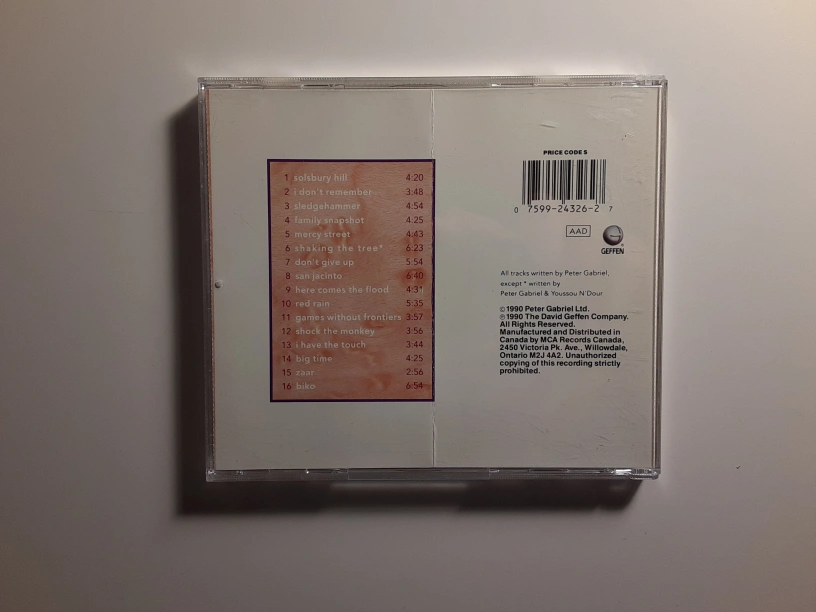 1 solsbury hill 4:20
2 i don't remember 3:48
3 sledgehammer 4:54
4 family snapshot 4:25
5 mercy street 4:43
6 shaking the tree* 6:23
7 don't give up 5:54
8 san jacinto 6:40
9 here comes the flood 4:31
10 red rain 5:35
11 games without frontiers 3:57
12 shock the monkey 3:56
13 i have the touch 3:44
14 big time 4:25
15 zaar 2:56
16 biko 6:54
PRICE CODE S
0 7599-24326-2 7
AAD
GEFFEN
All tracks written by Peter Gabriel,
except * written by
Peter Gabriel & Youssou N'Dour
©1990 Peter Gabriel Ltd.
℗1990 The David Geffen Company.
All Rights Reserved.
Manufactured and Distributed in
Canada by MCA Records Canada,
2450 Victoria Pk. Ave., Willowdale,
Ontario M2J 4A2. Unauthorized
copying of this recording strictly
prohibited.